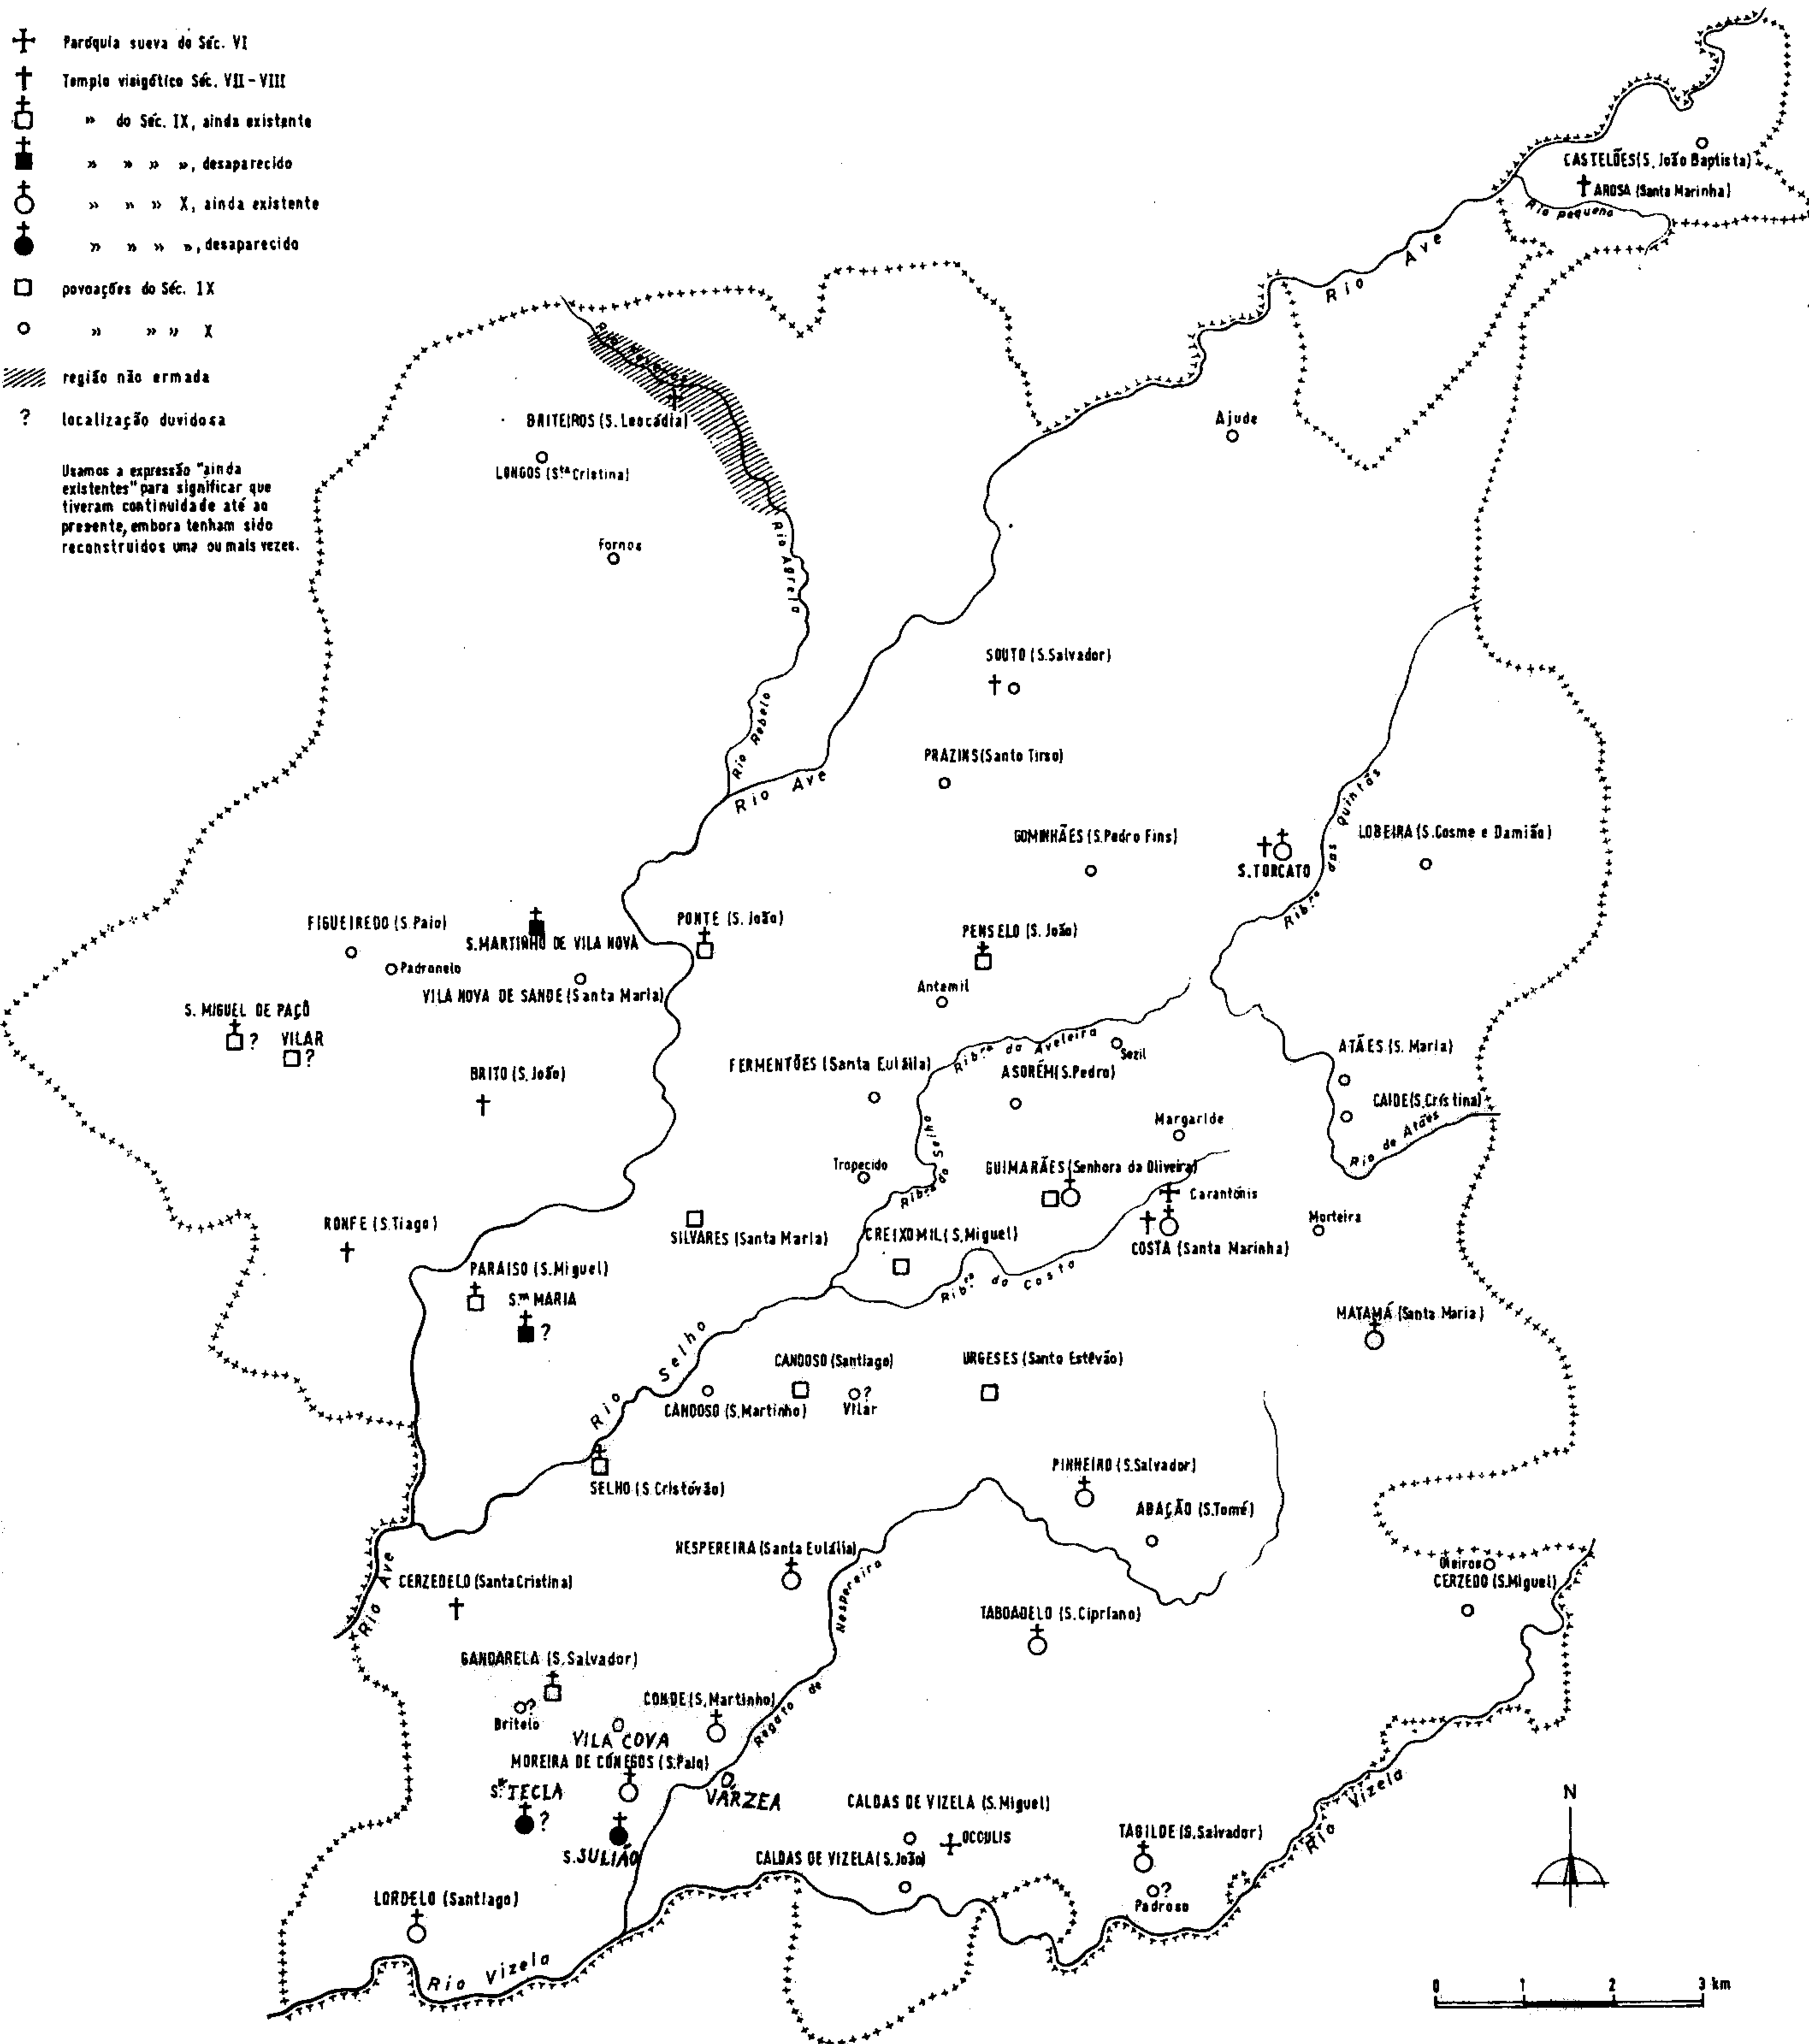 Paróquia sueva do Séc. VI
Templo visigótico Séc. VII - VIII
» do Séc. IX, ainda existente
» » » », desaparecido
» » » X, ainda existente
» » » », desaparecido
povoações do Séc. IX
» » » X
região não ermada
? localização duvidosa
Usamos a expressão "ainda
existentes" para significar que
tiveram continuidade até ao
presente, embora tenham sido
reconstruidos uma ou mais vezes.
CASTELÕES (S. João Baptista)
AROSA (Santa Marinha)
Rio pequeno
Rio Ave
Rio
BRITEIROS (S. Leocádia)
LONGOS (Sta Cristina)
Ajude
Fornos
Rio Agrela
SOUTO (S. Salvador)
Rio Rebelo
PRAZINS (Santo Tirso)
Rio Ave
GOMINHÃES (S. Pedro Fins)
S. TORCATO
Ribra das Quintãs
LOBEIRA (S. Cosme e Damião)
FIGUEIREDO (S. Paio)
Padronelo
S. MARTINHO DE VILA NOVA
PONTE (S. João)
PENSELO (S. João)
VILA NOVA DE SANDE (Santa Maria)
Antemil
S. MIGUEL DE PAÇÔ
?
VILAR
?
BRITO (S. João)
FERMENTÕES (Santa Eulália)
Ribra da Aveleira
Sezil
ASORÉM (S. Pedro)
ATÃES (S. Maria)
CAIDE (S. Cristina)
Rio de Atães
Margaride
Ribra do Selho
Tropecido
GUIMARÃES (Senhora da Oliveira)
Carantónis
COSTA (Santa Marinha)
Morteira
RONFE (S. Tiago)
SILVARES (Santa Maria)
CREIXOMIL (S. Miguel)
Ribra da Costa
PARAISO (S. Miguel)
Sta MARIA
?
MATAMÁ (Santa Maria)
Rio Selho
CANDOSO (Santiago)
?
Vilar
URGESES (Santo Estêvão)
CANDOSO (S. Martinho)
SELHO (S. Cristóvão)
PINHEIRO (S. Salvador)
ABAÇÃO (S. Tomé)
NESPEREIRA (Santa Eulália)
Oleiros
CERZEDO (S. Miguel)
Rio Ave
CERZEDELO (Santa Cristina)
TABOADELO (S. Cipriano)
Regato de Nespereira
GANDARELA (S. Salvador)
?
Britelo
CONDE (S. Martinho)
VILA COVA
MOREIRA DE CÓNEGOS (S. Paio)
Sta TECLA
?
VÁRZEA
S. JULIÃO
CALDAS DE VIZELA (S. Miguel)
OCCULIS
CALDAS DE VIZELA (S. João)
TAGILDE (S. Salvador)
?
Padroso
Rio Vizela
LORDELO (Santiago)
Rio Vizela
N
0 1 2 3 km